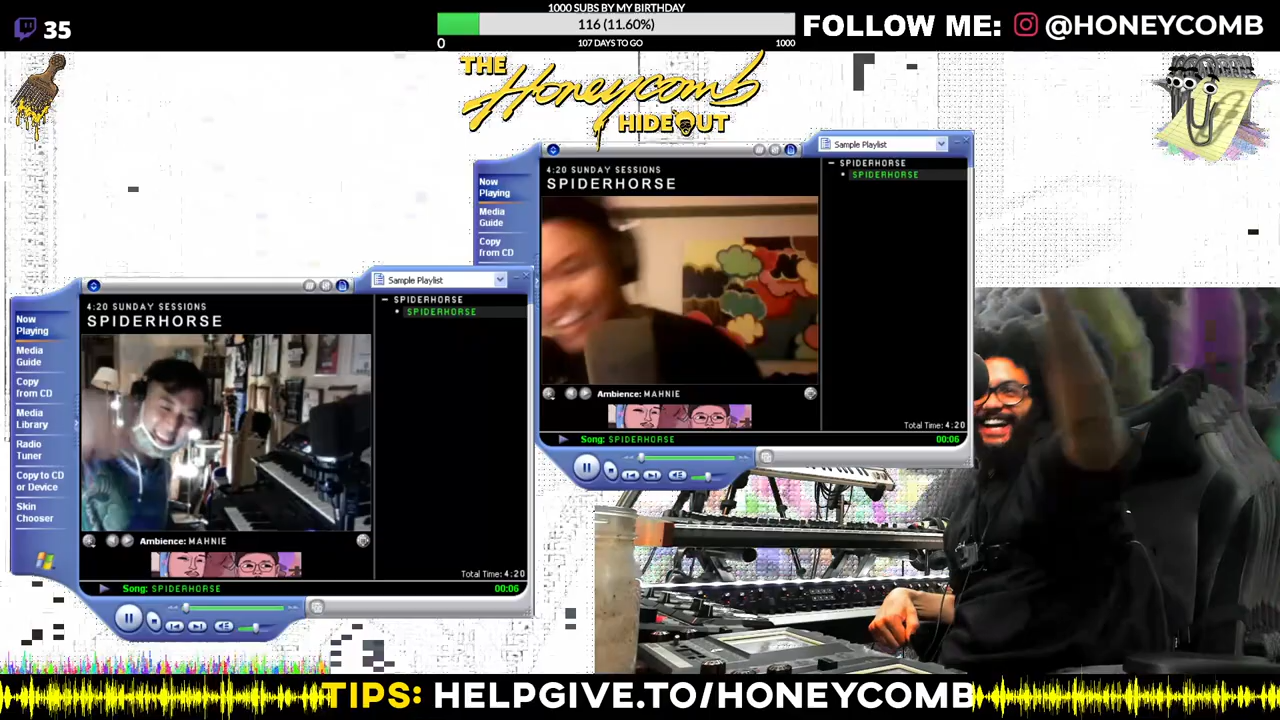 35
1000 SUBS BY MY BIRTHDAY
116 (11.60%)
0 107 DAYS TO GO 1000
FOLLOW ME: @HONEYCOMB
THE
Honeycomb
HIDEOUT
Sample Playlist
4:20 SUNDAY SESSIONS
SPIDERHORSE
SPIDERHORSE
SPIDERHORSE
Now Playing
Media Guide
Copy from CD
Ambience: MAHNIE
Total Time: 4:20
Song: SPIDERHORSE
00:06
Sample Playlist
4:20 SUNDAY SESSIONS
SPIDERHORSE
SPIDERHORSE
SPIDERHORSE
Now Playing
Media Guide
Copy from CD
Media Library
Radio Tuner
Copy to CD or Device
Skin Chooser
Ambience: MAHNIE
Total Time: 4:20
Song: SPIDERHORSE
00:06
TIPS: HELPGIVE.TO/HONEYCOMB